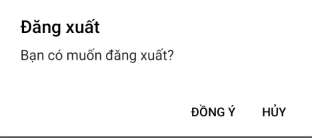 Đăng xuất
Bạn có muốn đăng xuất?
ĐỒNG Ý HỦY